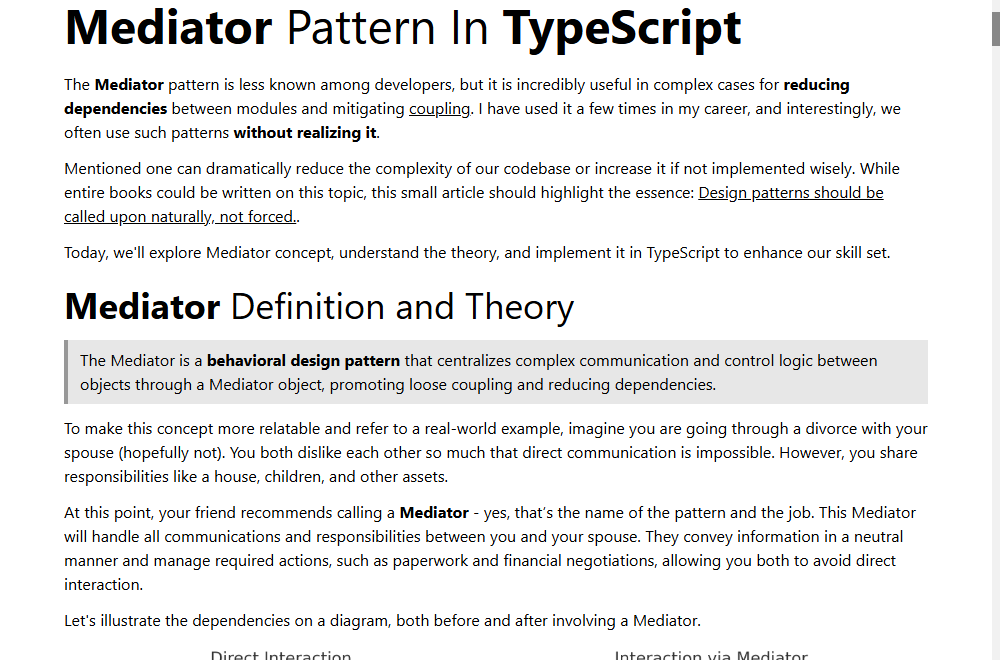 Mediator Pattern In TypeScript
The Mediator pattern is less known among developers, but it is incredibly useful in complex cases for reducing
dependencies between modules and mitigating coupling. I have used it a few times in my career, and interestingly, we
often use such patterns without realizing it.
Mentioned one can dramatically reduce the complexity of our codebase or increase it if not implemented wisely. While
entire books could be written on this topic, this small article should highlight the essence: Design patterns should be
called upon naturally, not forced..
Today, we'll explore Mediator concept, understand the theory, and implement it in TypeScript to enhance our skill set.
Mediator Definition and Theory
The Mediator is a behavioral design pattern that centralizes complex communication and control logic between
objects through a Mediator object, promoting loose coupling and reducing dependencies.
To make this concept more relatable and refer to a real-world example, imagine you are going through a divorce with your
spouse (hopefully not). You both dislike each other so much that direct communication is impossible. However, you share
responsibilities like a house, children, and other assets.
At this point, your friend recommends calling a Mediator - yes, that's the name of the pattern and the job. This Mediator
will handle all communications and responsibilities between you and your spouse. They convey information in a neutral
manner and manage required actions, such as paperwork and financial negotiations, allowing you both to avoid direct
interaction.
Let's illustrate the dependencies on a diagram, both before and after involving a Mediator.
Direct Interaction Interaction via Mediator